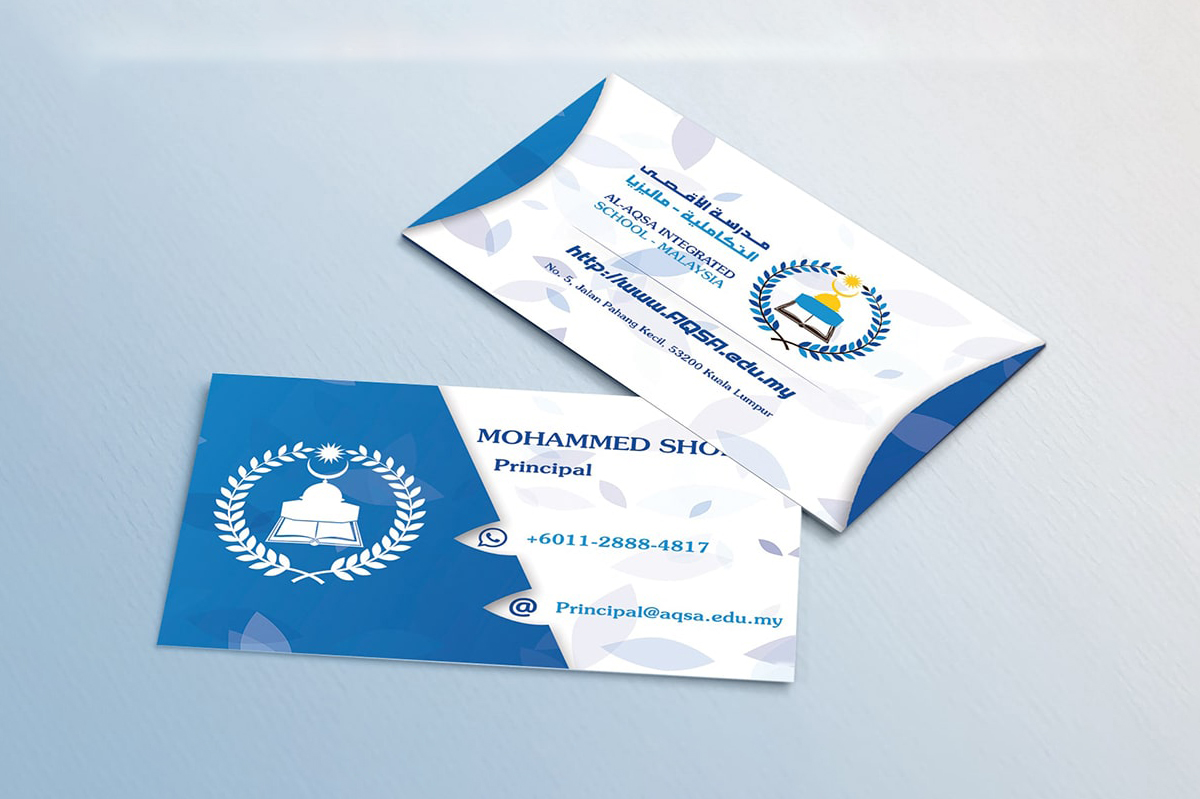 مدرسة الأقصى
التكاملية - ماليزيا
AL-AQSA INTEGRATED
SCHOOL - MALAYSIA
http://www.AQSA.edu.my
No. 5, Jalan Pahang Kecil, 53200 Kuala Lumpur
MOHAMMED
Principal
+6011-2888-4817
@ Principal@aqsa.edu.my